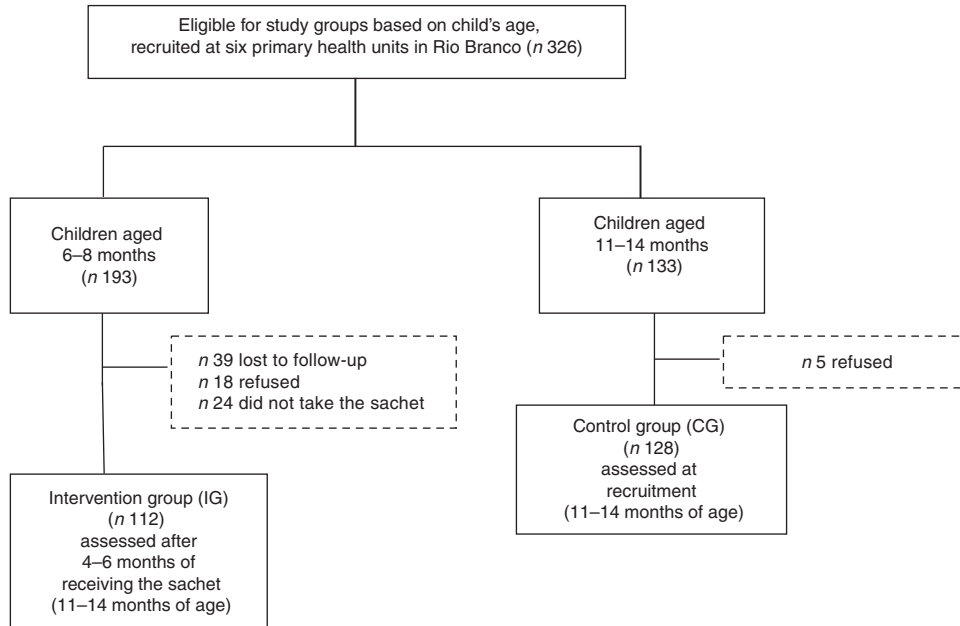 Eligible for study groups based on child's age,
recruited at six primary health units in Rio Branco (n 326)
Children aged
6–8 months
(n 193)
Children aged
11–14 months
(n 133)
n 39 lost to follow-up
n 18 refused
n 24 did not take the sachet
n 5 refused
Control group (CG)
(n 128)
assessed at
recruitment
(11–14 months of age)
Intervention group (IG)
(n 112)
assessed after
4–6 months of
receiving the sachet
(11–14 months of age)